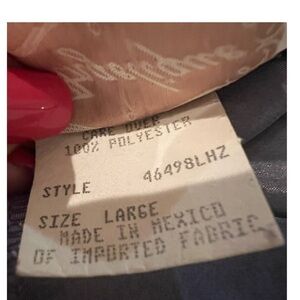 CARE OVER
100% POLYESTER
STYLE 46498LHZ
SIZE LARGE
MADE IN MEXICO
OF IMPORTED FABRIC